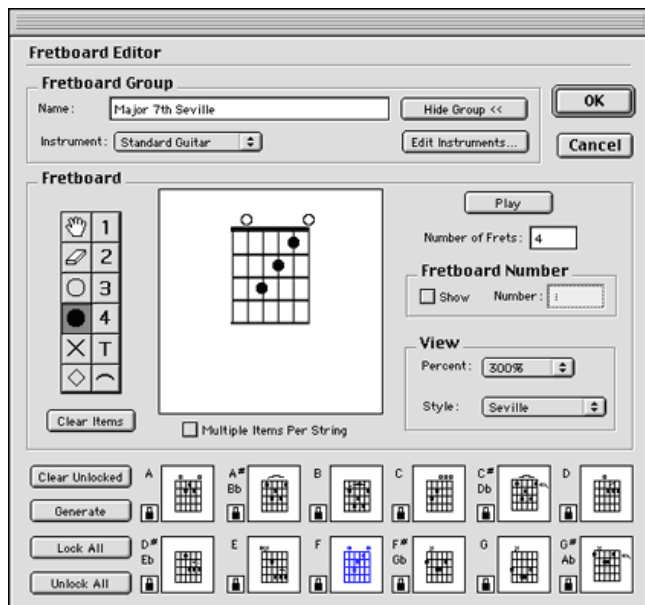 Fretboard Editor
Fretboard Group
Name: Major 7th Seville Hide Group << OK
Instrument: Standard Guitar Edit Instruments... Cancel
Fretboard
Play
1
Number of Frets: 4
2
Fretboard Number
3
Show Number: :
4
T
View
Percent: 300%
Style: Seville
Clear Items
Multiple Items Per String
Clear Unlocked A A# B C C# D
Bb Db
Generate
Lock All D# E F F# G G#
Eb Gb Ab
Unlock All